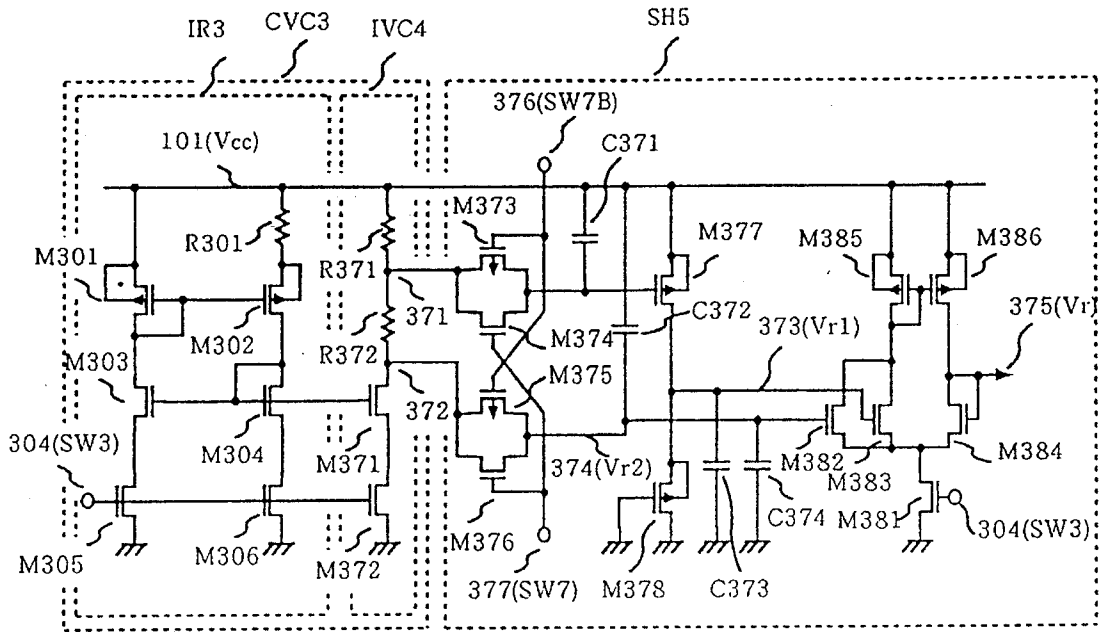 IR3
CVC3
IVC4
SH5
376(SW7B)
C371
101(Vcc)
M373
R301
M377
M385
M386
M301
R371
371
M374
C372
373(Vr1)
375(Vr)
M302
M303
R372
M375
372
304(SW3)
M304
M371
374(Vr2)
M382
M383
M384
M376
C374
M381
304(SW3)
M305
M306
M372
377(SW7)
M378
C373